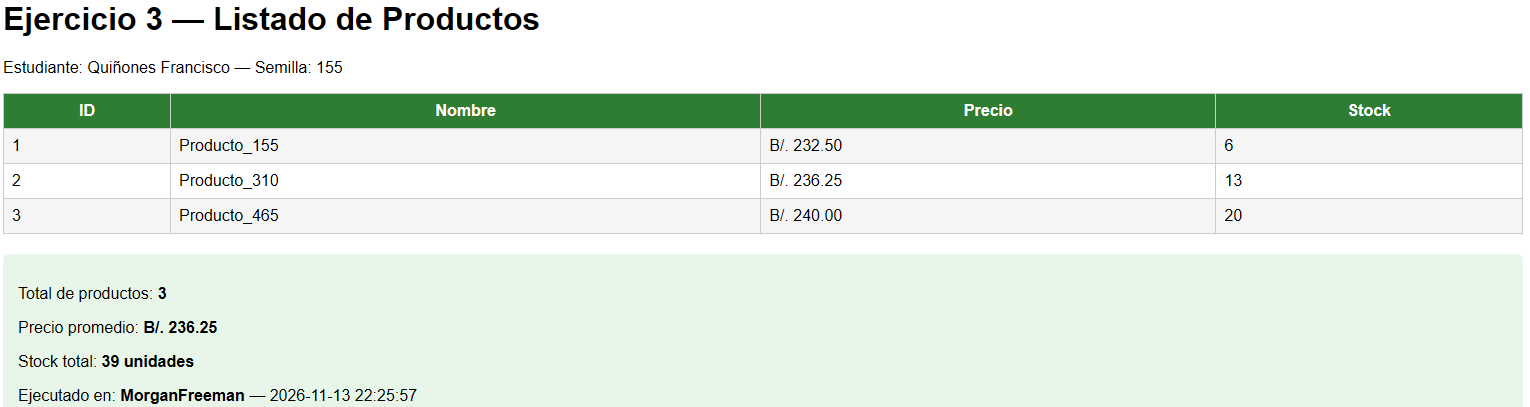 Ejercicio 3 — Listado de Productos
Estudiante: Quiñones Francisco — Semilla: 155
ID Nombre Precio Stock
1 Producto_155 B/. 232.50 6
2 Producto_310 B/. 236.25 13
3 Producto_465 B/. 240.00 20
Total de productos: 3
Precio promedio: B/. 236.25
Stock total: 39 unidades
Ejecutado en: MorganFreeman — 2026-11-13 22:25:57